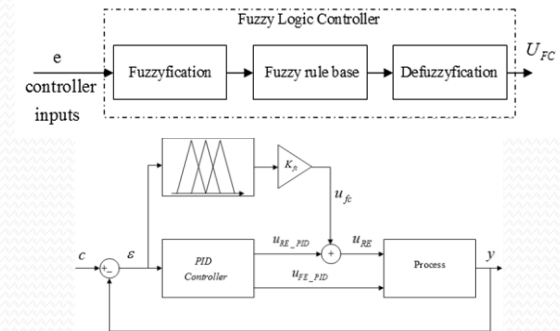 Fuzzy Logic Controller
e
controller
inputs
Fuzzyfication
Fuzzy rule base
Defuzzyfication
U_FC
K_fc
u_fc
c
+
-
ε
PID
Controller
u_RE_PID
+
u_RE
u_FE_PID
Process
y